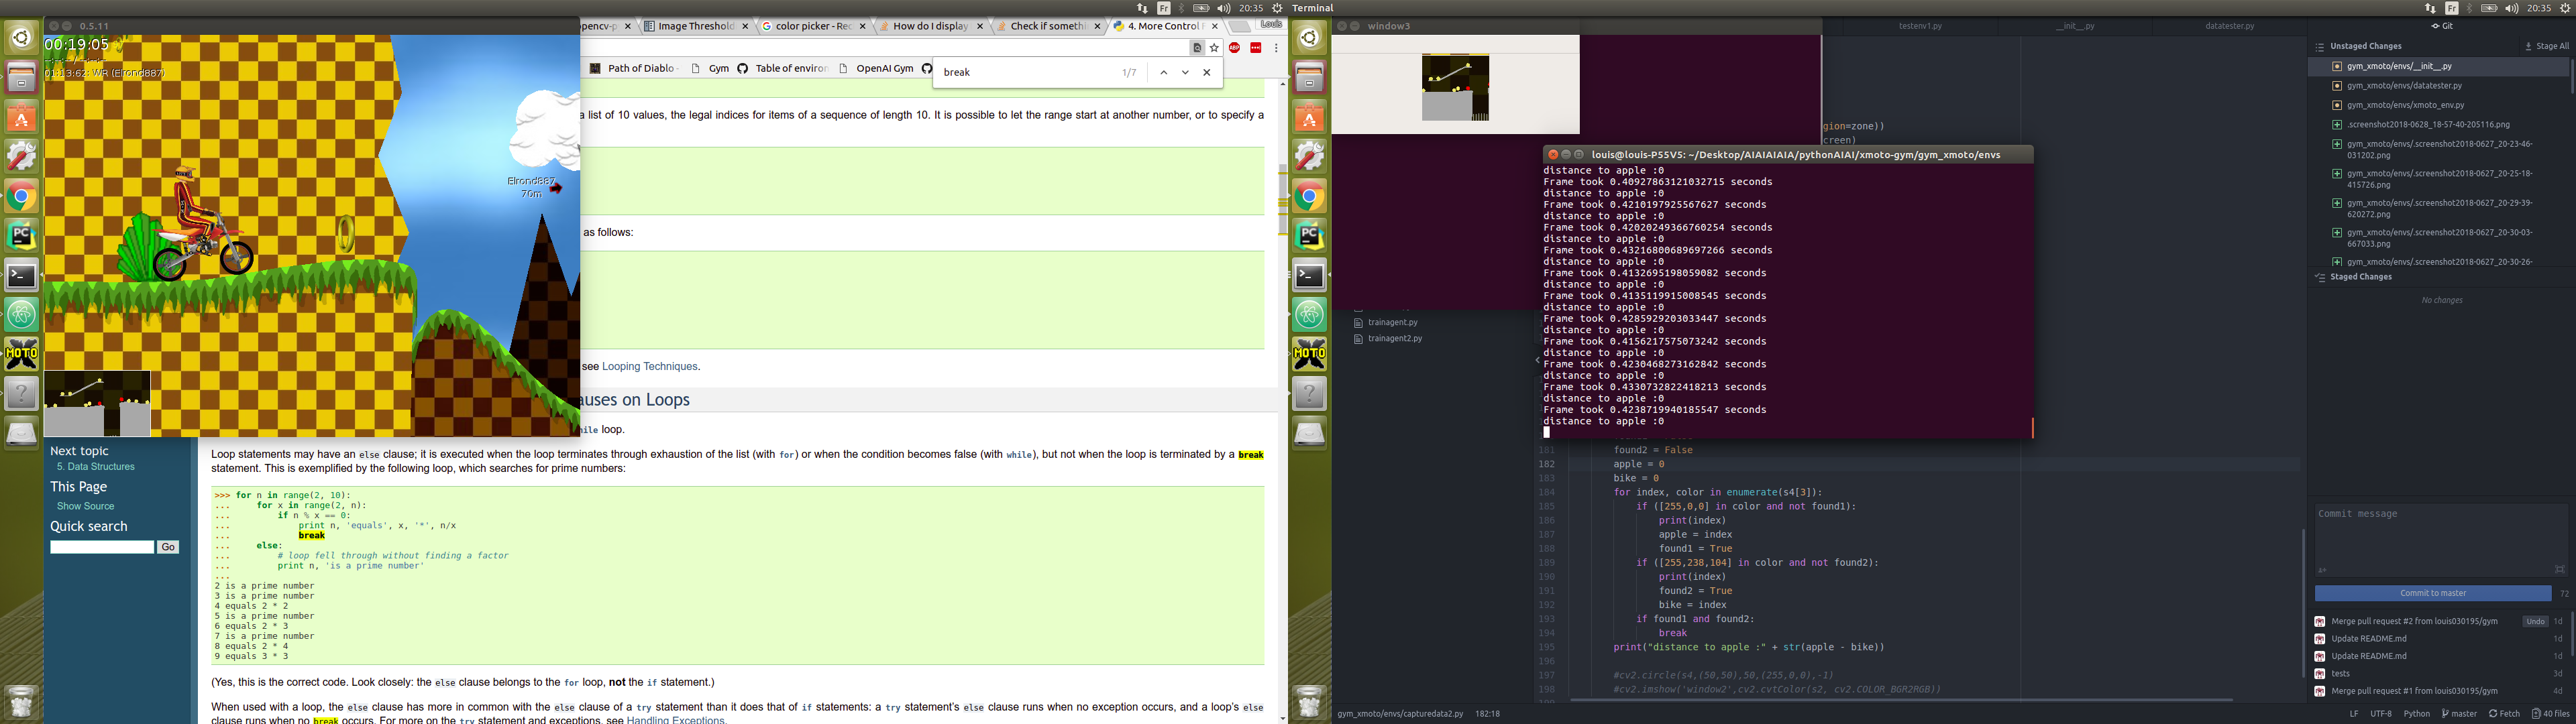 0.5.11
opencv-p
Image Threshold
color picker - Rec
How do I display
Check if somethin
4. More Control F
Louis
Fr
20:35
Terminal
Fr
20:35
00:19:05
--:--:-- / --:--:--
01:13:62: WR (Elrond887)
Elrond887
70m
MOTO
Path of Diablo -
Gym
Table of environ
OpenAI Gym
break
1/7
a list of 10 values, the legal indices for items of a sequence of length 10. It is possible to let the range start at another number, or to specify a
as follows:
see Looping Techniques.
auses on Loops
hile loop.
Loop statements may have an else clause; it is executed when the loop terminates through exhaustion of the list (with for) or when the condition becomes false (with while), but not when the loop is terminated by a break
statement. This is exemplified by the following loop, which searches for prime numbers:
>>> for n in range(2, 10):
...     for x in range(2, n):
...         if n % x == 0:
...             print n, 'equals', x, '*', n/x
...             break
...     else:
...         # loop fell through without finding a factor
...         print n, 'is a prime number'
...
2 is a prime number
3 is a prime number
4 equals 2 * 2
5 is a prime number
6 equals 2 * 3
7 is a prime number
8 equals 2 * 4
9 equals 3 * 3
(Yes, this is the correct code. Look closely: the else clause belongs to the for loop, not the if statement.)
When used with a loop, the else clause has more in common with the else clause of a try statement than it does that of if statements: a try statement's else clause runs when no exception occurs, and a loop's else
clause runs when no break occurs. For more on the try statement and exceptions, see Handling Exceptions.
Next topic
5. Data Structures
This Page
Show Source
Quick search
Go
MOTO
window3
testenv1.py
__init__.py
datatester.py
gion=zone))
creen)
louis@louis-P55V5: ~/Desktop/AIAIAIAIA/pythonAIAI/xmoto-gym/gym_xmoto/envs
distance to apple :0
Frame took 0.40927863121032715 seconds
distance to apple :0
Frame took 0.4210197925567627 seconds
distance to apple :0
Frame took 0.42020249366760254 seconds
distance to apple :0
Frame took 0.43216800689697266 seconds
distance to apple :0
Frame took 0.4132695198059082 seconds
distance to apple :0
Frame took 0.4135119915008545 seconds
distance to apple :0
Frame took 0.4285929203033447 seconds
distance to apple :0
Frame took 0.4156217575073242 seconds
distance to apple :0
Frame took 0.4230468273162842 seconds
distance to apple :0
Frame took 0.4330732822418213 seconds
distance to apple :0
Frame took 0.4238719940185547 seconds
distance to apple :0
trainagent.py
trainagent2.py
181 found2 = False
182 apple = 0
183 bike = 0
184 for index, color in enumerate(s4[3]):
185 if ([255,0,0] in color and not found1):
186 print(index)
187 apple = index
188 found1 = True
189 if ([255,238,104] in color and not found2):
190 print(index)
191 found2 = True
192 bike = index
193 if found1 and found2:
194 break
195 print("distance to apple :" + str(apple - bike))
196
197 #cv2.circle(s4,(50,50),50,(255,0,0),-1)
198 #cv2.imshow('window2',cv2.cvtColor(s2, cv2.COLOR_BGR2RGB))
gym_xmoto/envs/capturedata2.py 182:18
Git
Unstaged Changes
Stage All
gym_xmoto/envs/__init__.py
gym_xmoto/envs/datatester.py
gym_xmoto/envs/xmoto_env.py
.screenshot2018-0628_18-57-40-205116.png
gym_xmoto/envs/.screenshot2018-0627_20-23-46-
031202.png
gym_xmoto/envs/.screenshot2018-0627_20-25-18-
415726.png
gym_xmoto/envs/.screenshot2018-0627_20-29-39-
620272.png
gym_xmoto/envs/.screenshot2018-0627_20-30-03-
667033.png
gym_xmoto/envs/.screenshot2018-0627_20-30-26-
Staged Changes
No changes
Commit message
Commit to master
72
Merge pull request #2 from louis030195/gym
Undo
1d
Update README.md
1d
Update README.md
1d
tests
3d
Merge pull request #1 from louis030195/gym
4d
LF UTF-8 Python master Fetch 40 files